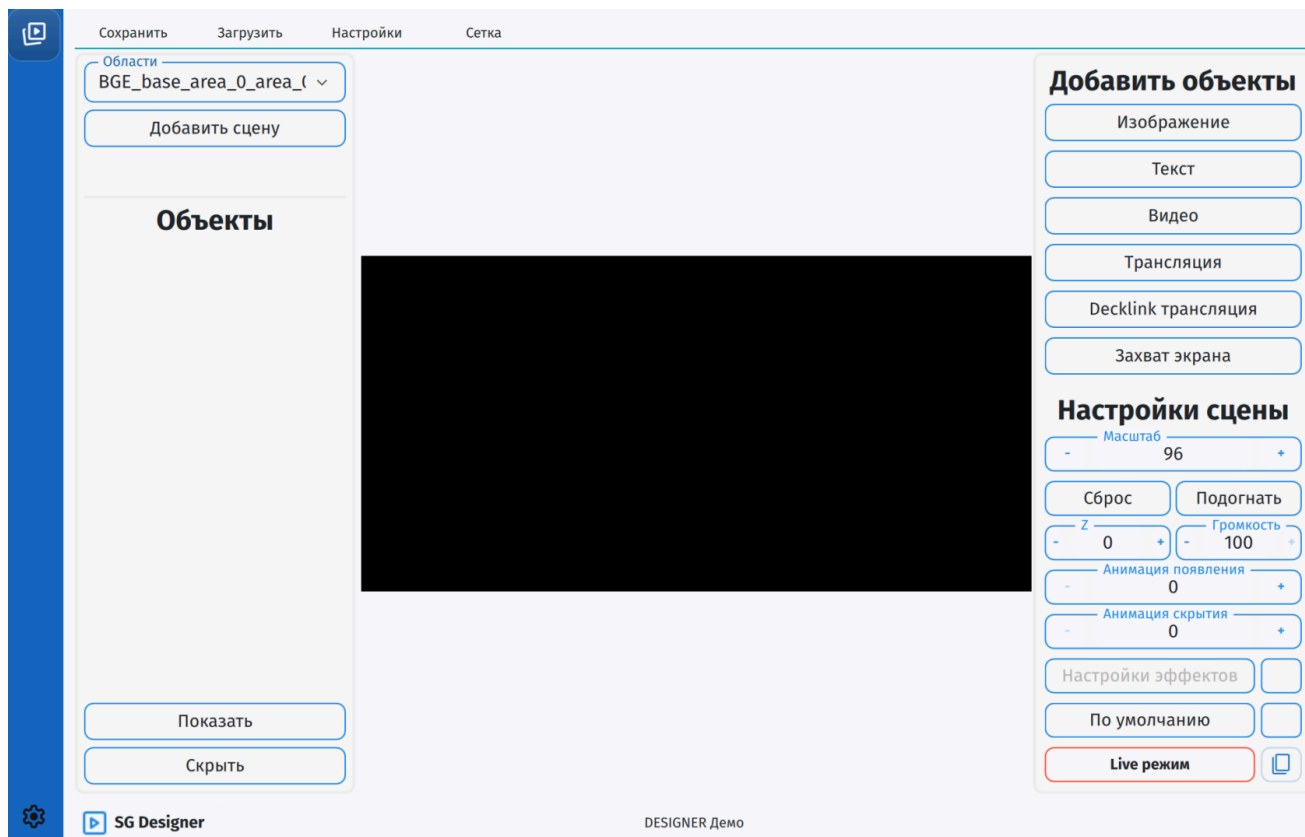 Сохранить Загрузить Настройки Сетка
Области
BGE_base_area_0_area_(
Добавить сцену
Объекты
Показать
Скрыть
Добавить объекты
Изображение
Текст
Видео
Трансляция
Decklink трансляция
Захват экрана
Настройки сцены
Масштаб
- 96 +
Сброс Подогнать
Z Громкость
- 0 + - 100 +
Анимация появления
- 0 +
Анимация скрытия
- 0 +
Настройки эффектов
По умолчанию
Live режим
SG Designer DESIGNER Демо